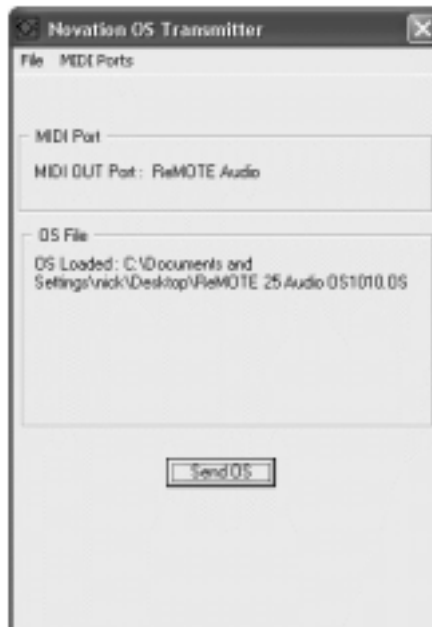 Novation OS Transmitter
File MIDI Ports
MIDI Port
MIDI OUT Port: ReMOTE Audio
OS File
OS Loaded: C:\Documents and
Settings\nick\Desktop\ReMOTE 25 Audio OS1010.OS
Send OS